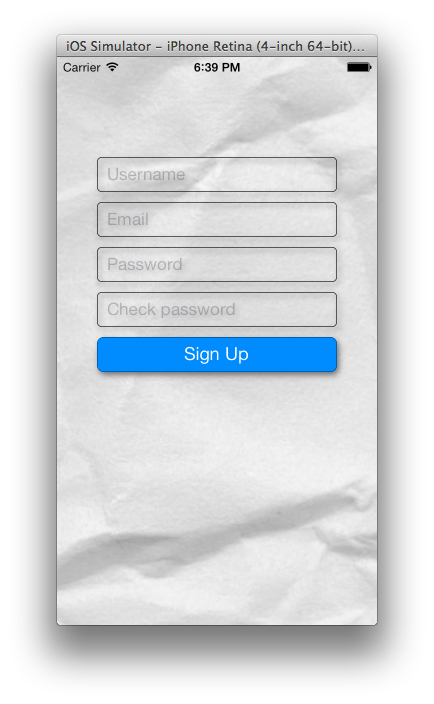 iOS Simulator – iPhone Retina (4-inch 64-bit)...
Carrier 6:39 PM
Username
Email
Password
Check password
Sign Up